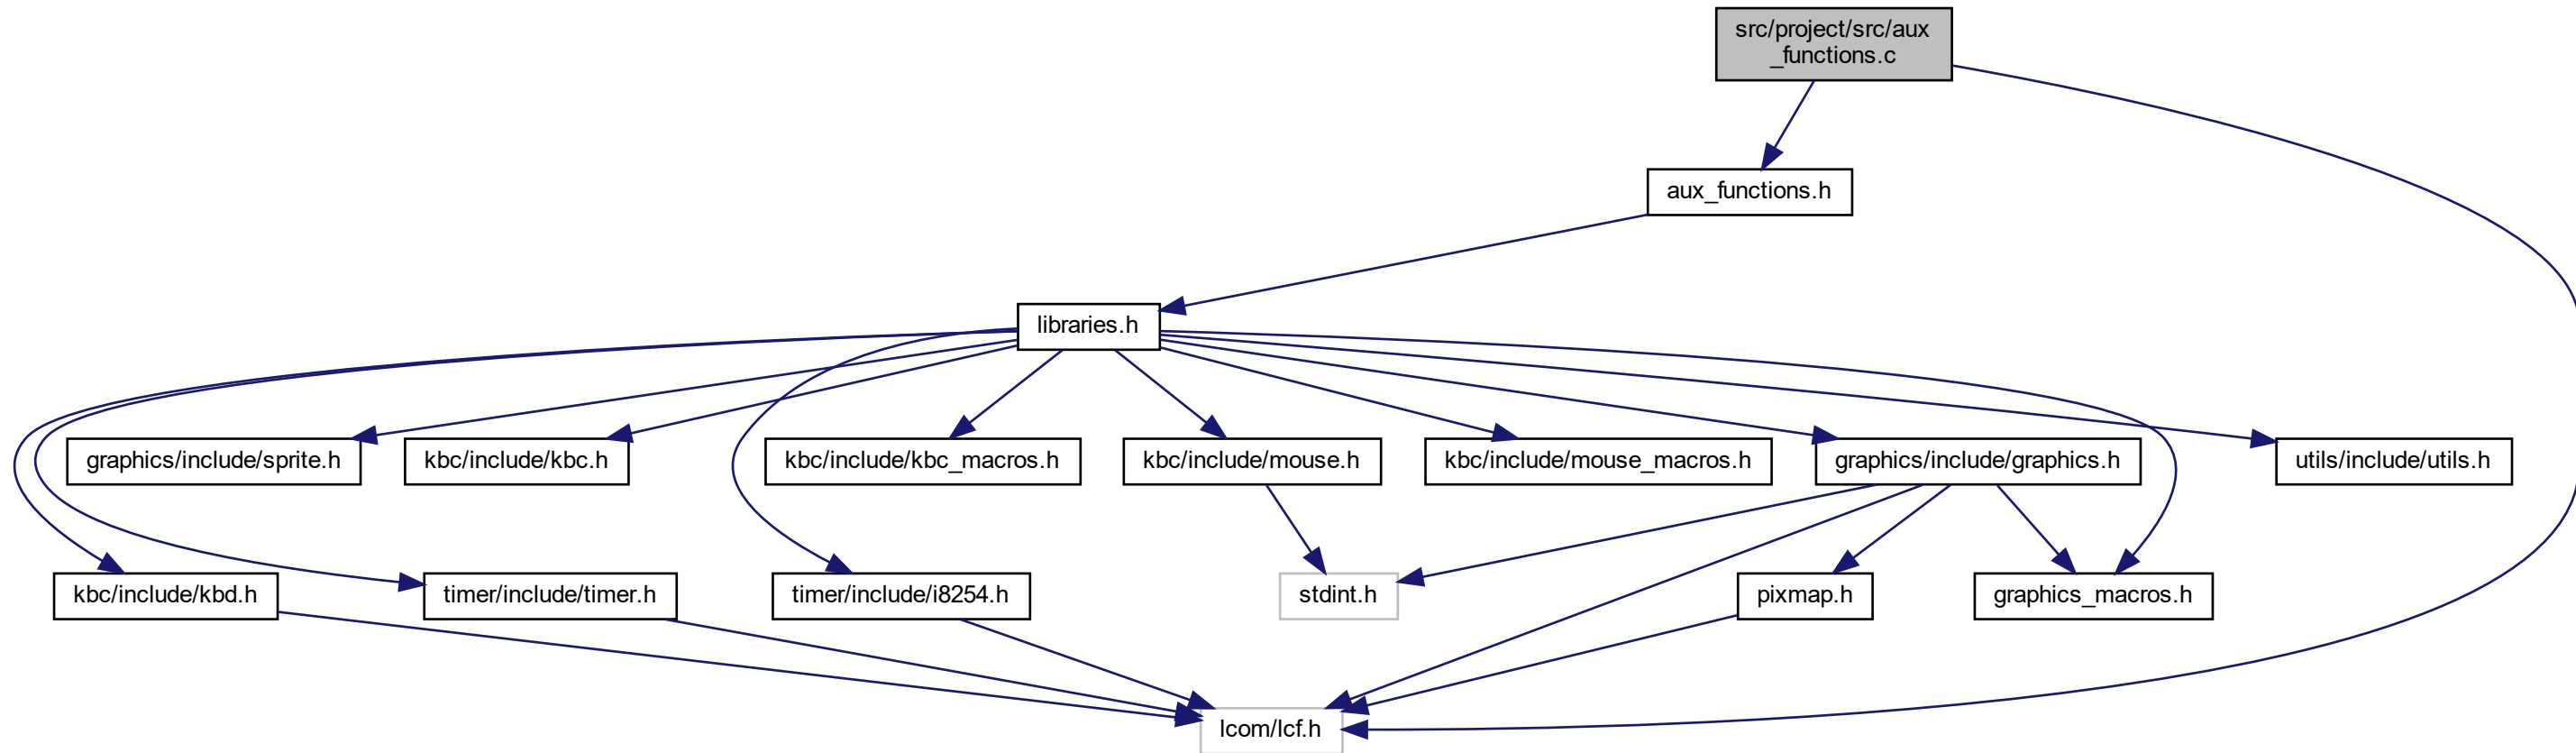 src/project/src/aux
_functions.c
aux_functions.h
libraries.h
graphics/include/sprite.h
kbc/include/kbc.h
kbc/include/kbc_macros.h
kbc/include/mouse.h
kbc/include/mouse_macros.h
graphics/include/graphics.h
utils/include/utils.h
kbc/include/kbd.h
timer/include/timer.h
timer/include/i8254.h
stdint.h
pixmap.h
graphics_macros.h
lcom/lcf.h